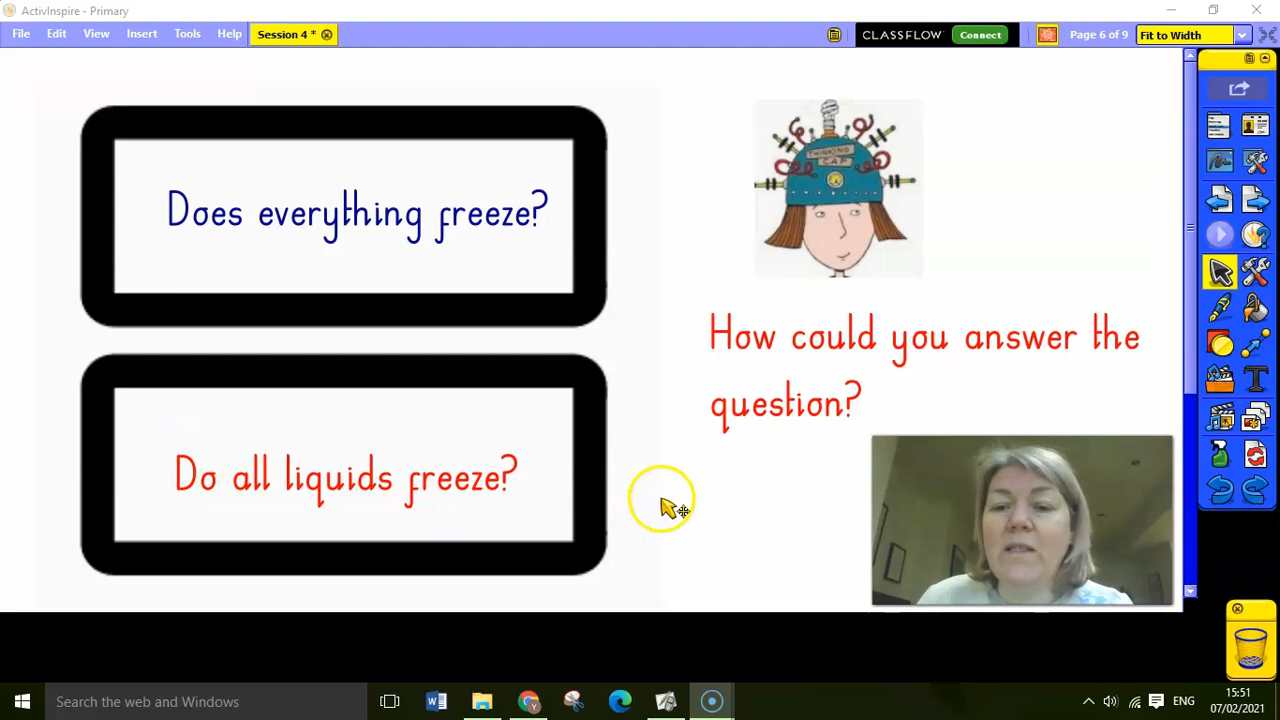 ActivInspire - Primary
File Edit View Insert Tools Help
Session 4 *
CLASSFLOW Connect
Page 6 of 9
Fit to Width
Does everything freeze?
THINKING
CAP
How could you answer the
question?
Do all liquids freeze?
Search the web and Windows
ENG
15:51
07/02/2021